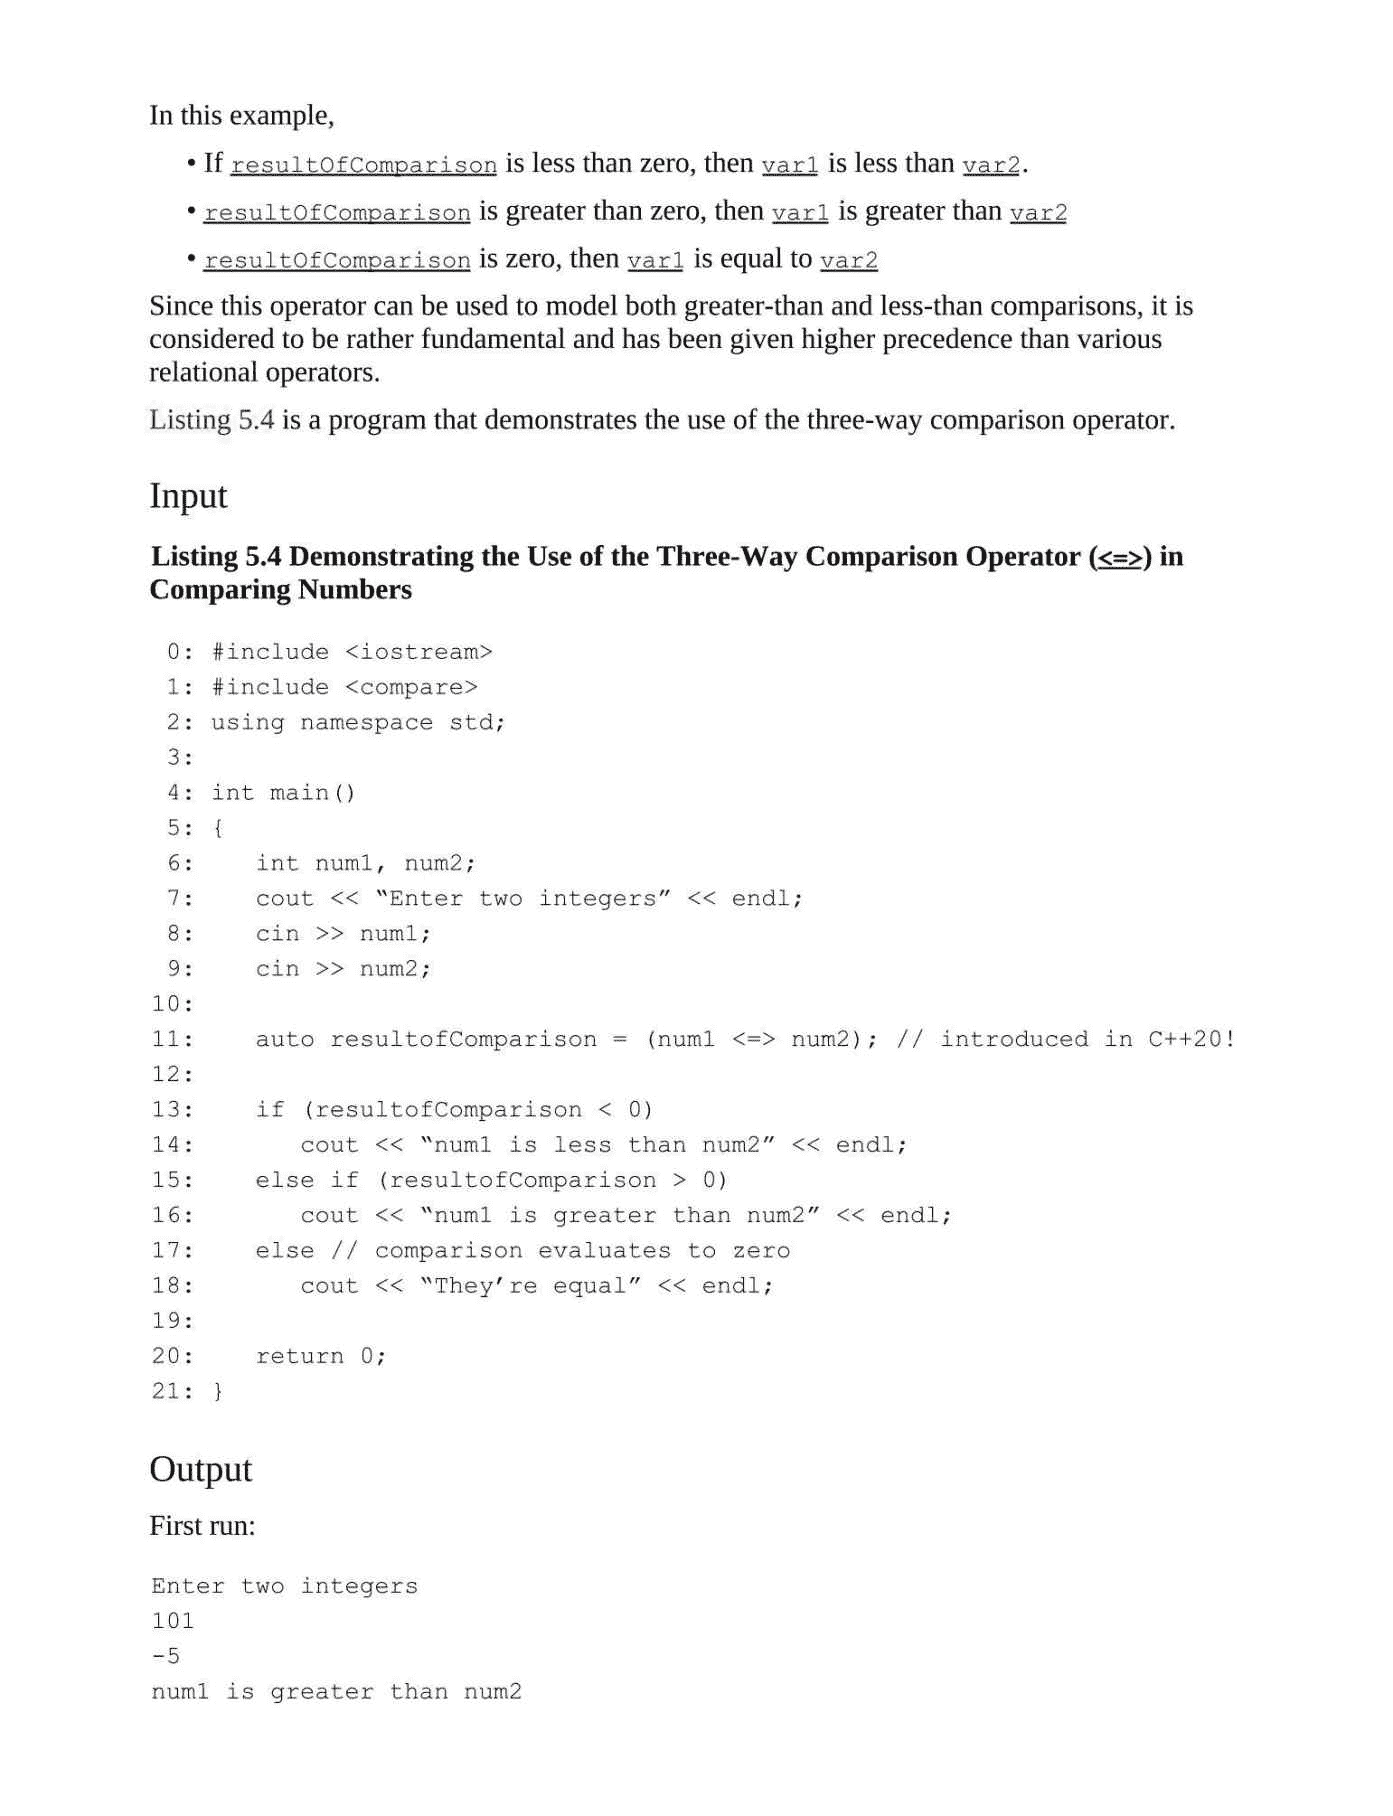 In this example,
• If resultOfComparison is less than zero, then var1 is less than var2.
• resultOfComparison is greater than zero, then var1 is greater than var2
• resultOfComparison is zero, then var1 is equal to var2
Since this operator can be used to model both greater-than and less-than comparisons, it is
considered to be rather fundamental and has been given higher precedence than various
relational operators.
Listing 5.4 is a program that demonstrates the use of the three-way comparison operator.
Input
Listing 5.4 Demonstrating the Use of the Three-Way Comparison Operator (<=>) in
Comparing Numbers
0: #include <iostream>
1: #include <compare>
2: using namespace std;
3:
4: int main()
5: {
6:    int num1, num2;
7:    cout << “Enter two integers” << endl;
8:    cin >> num1;
9:    cin >> num2;
10:
11:    auto resultofComparison = (num1 <=> num2); // introduced in C++20!
12:
13:    if (resultofComparison < 0)
14:       cout << “num1 is less than num2” << endl;
15:    else if (resultofComparison > 0)
16:       cout << “num1 is greater than num2” << endl;
17:    else // comparison evaluates to zero
18:       cout << “They’re equal” << endl;
19:
20:    return 0;
21: }
Output
First run:
Enter two integers
101
-5
num1 is greater than num2